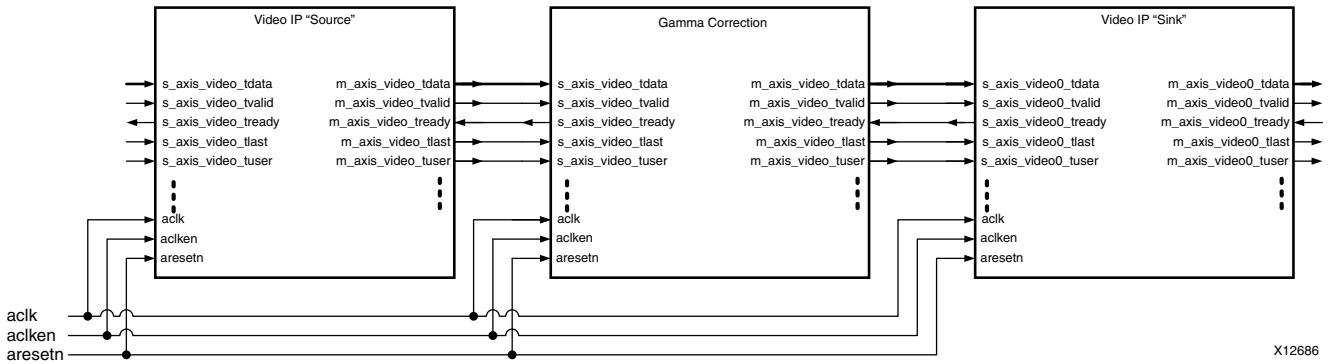 Video IP “Source”
s_axis_video_tdata
s_axis_video_tvalid
s_axis_video_tready
s_axis_video_tlast
s_axis_video_tuser
aclk
aclken
aresetn
m_axis_video_tdata
m_axis_video_tvalid
m_axis_video_tready
m_axis_video_tlast
m_axis_video_tuser
Gamma Correction
s_axis_video_tdata
s_axis_video_tvalid
s_axis_video_tready
s_axis_video_tlast
s_axis_video_tuser
aclk
aclken
aresetn
m_axis_video_tdata
m_axis_video_tvalid
m_axis_video_tready
m_axis_video_tlast
m_axis_video_tuser
Video IP “Sink”
s_axis_video0_tdata
s_axis_video0_tvalid
s_axis_video0_tready
s_axis_video0_tlast
s_axis_video0_tuser
aclk
aclken
aresetn
m_axis_video0_tdata
m_axis_video0_tvalid
m_axis_video0_tready
m_axis_video0_tlast
m_axis_video0_tuser
aclk
aclken
aresetn
X12686